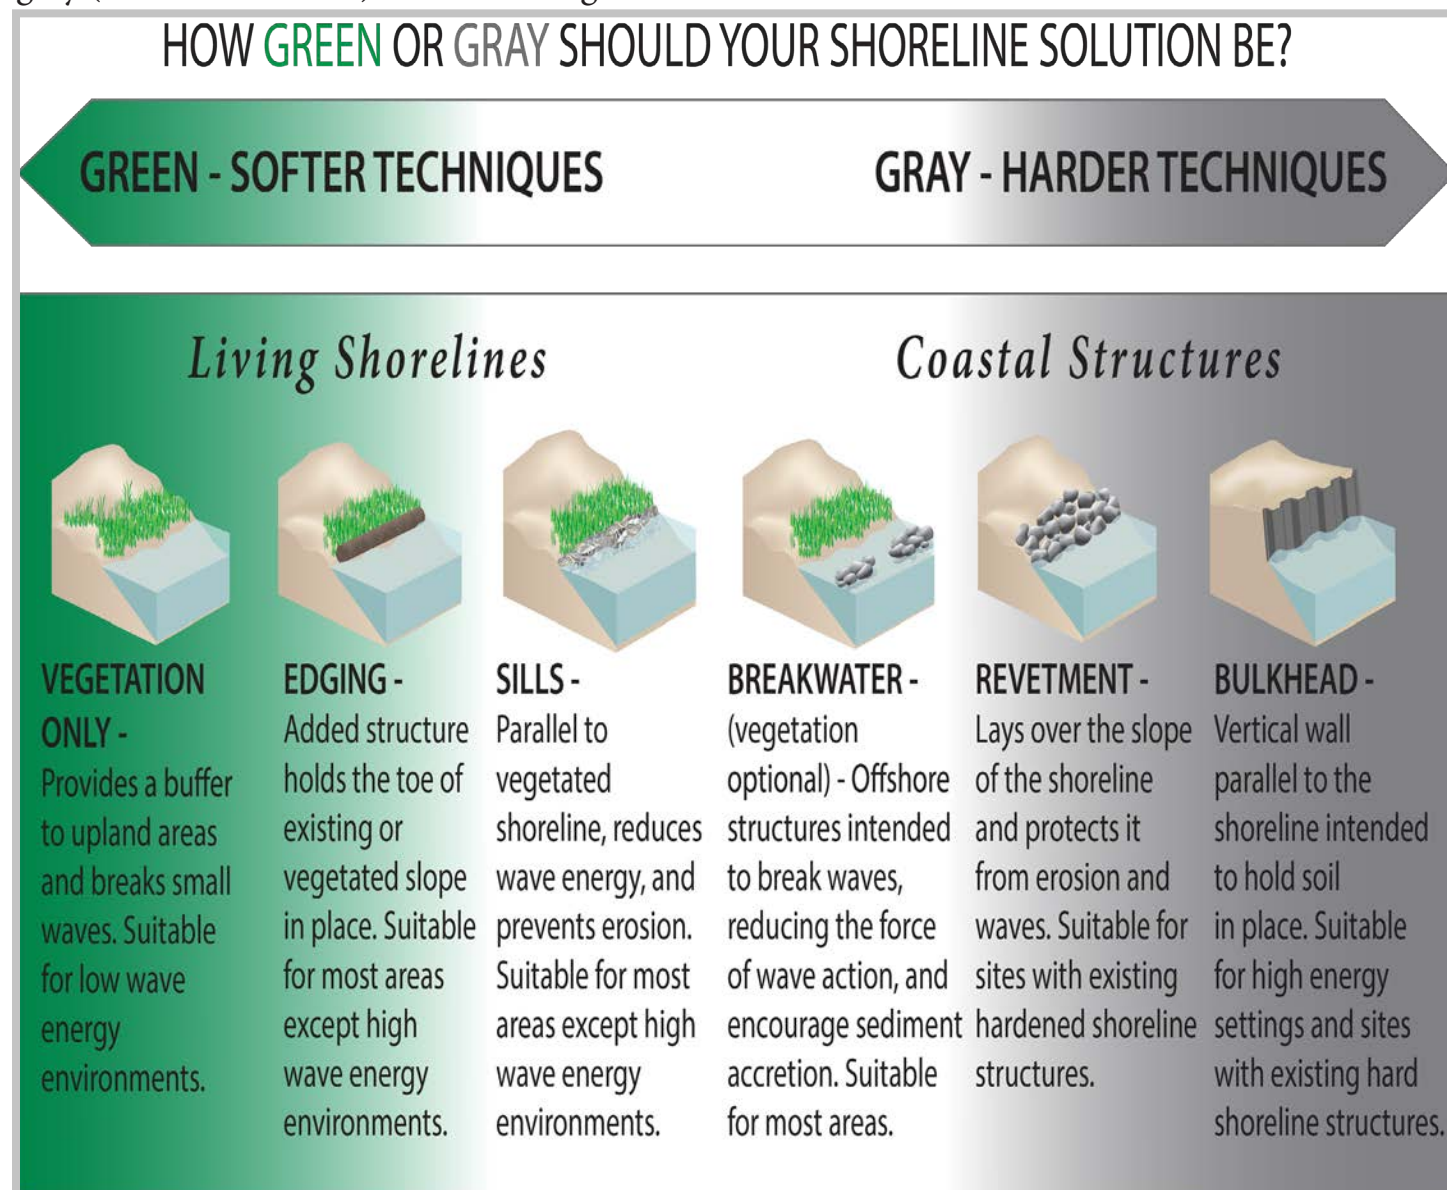 HOW GREEN OR GRAY SHOULD YOUR SHORELINE SOLUTION BE?
GREEN - SOFTER TECHNIQUES
GRAY - HARDER TECHNIQUES
Living Shorelines
Coastal Structures
VEGETATION
ONLY -
Provides a buffer
to upland areas
and breaks small
waves. Suitable
for low wave
energy
environments.
EDGING -
Added structure
holds the toe of
existing or
vegetated slope
in place. Suitable
for most areas
except high
wave energy
environments.
SILLS -
Parallel to
vegetated
shoreline, reduces
wave energy, and
prevents erosion.
Suitable for most
areas except high
wave energy
environments.
BREAKWATER -
(vegetation
optional) - Offshore
structures intended
to break waves,
reducing the force
of wave action, and
encourage sediment
accretion. Suitable
for most areas.
REVETMENT -
Lays over the slope
of the shoreline
and protects it
from erosion and
waves. Suitable for
sites with existing
hardened shoreline
structures.
BULKHEAD -
Vertical wall
parallel to the
shoreline intended
to hold soil
in place. Suitable
for high energy
settings and sites
with existing hard
shoreline structures.